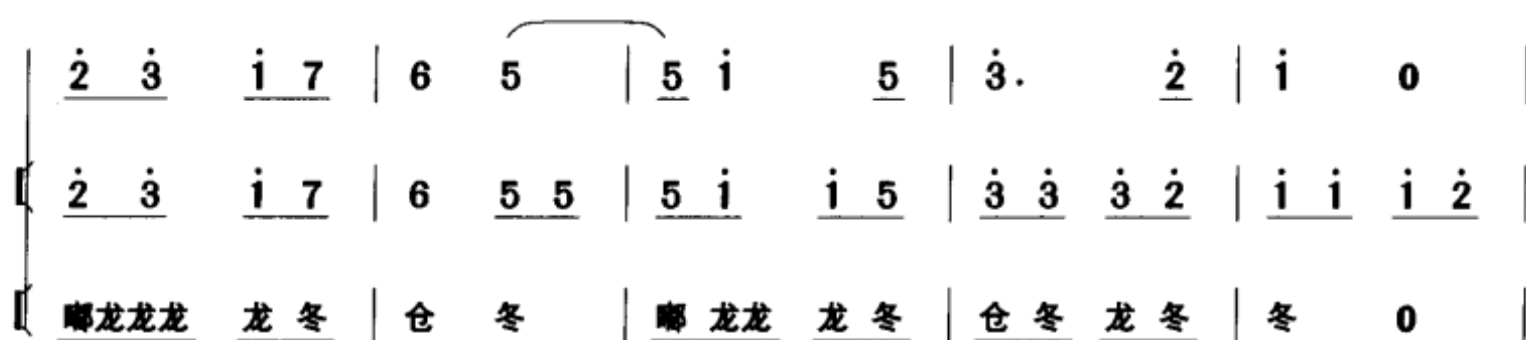 2̇ 3̇ 1̇ 7 | 6 5 | 5 1̇ 5 | 3̇. 2̇ | 1̇ 0 |
2̇ 3̇ 1̇ 7 | 6 5 5 | 5 1̇ 1̇ 5 | 3̇ 3̇ 3̇ 2̇ | 1̇ 1̇ 1̇ 2̇ |
嘟龙龙龙 龙 冬 | 仓 冬 | 嘟 龙龙 龙 冬 | 仓 冬 龙 冬 | 冬 0 |